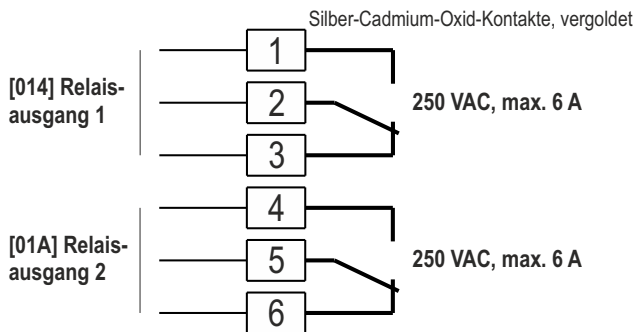 Silber-Cadmium-Oxid-Kontakte, vergoldet
1
[014] Relais-
ausgang 1
2
250 VAC, max. 6 A
3
4
[01A] Relais-
ausgang 2
5
250 VAC, max. 6 A
6